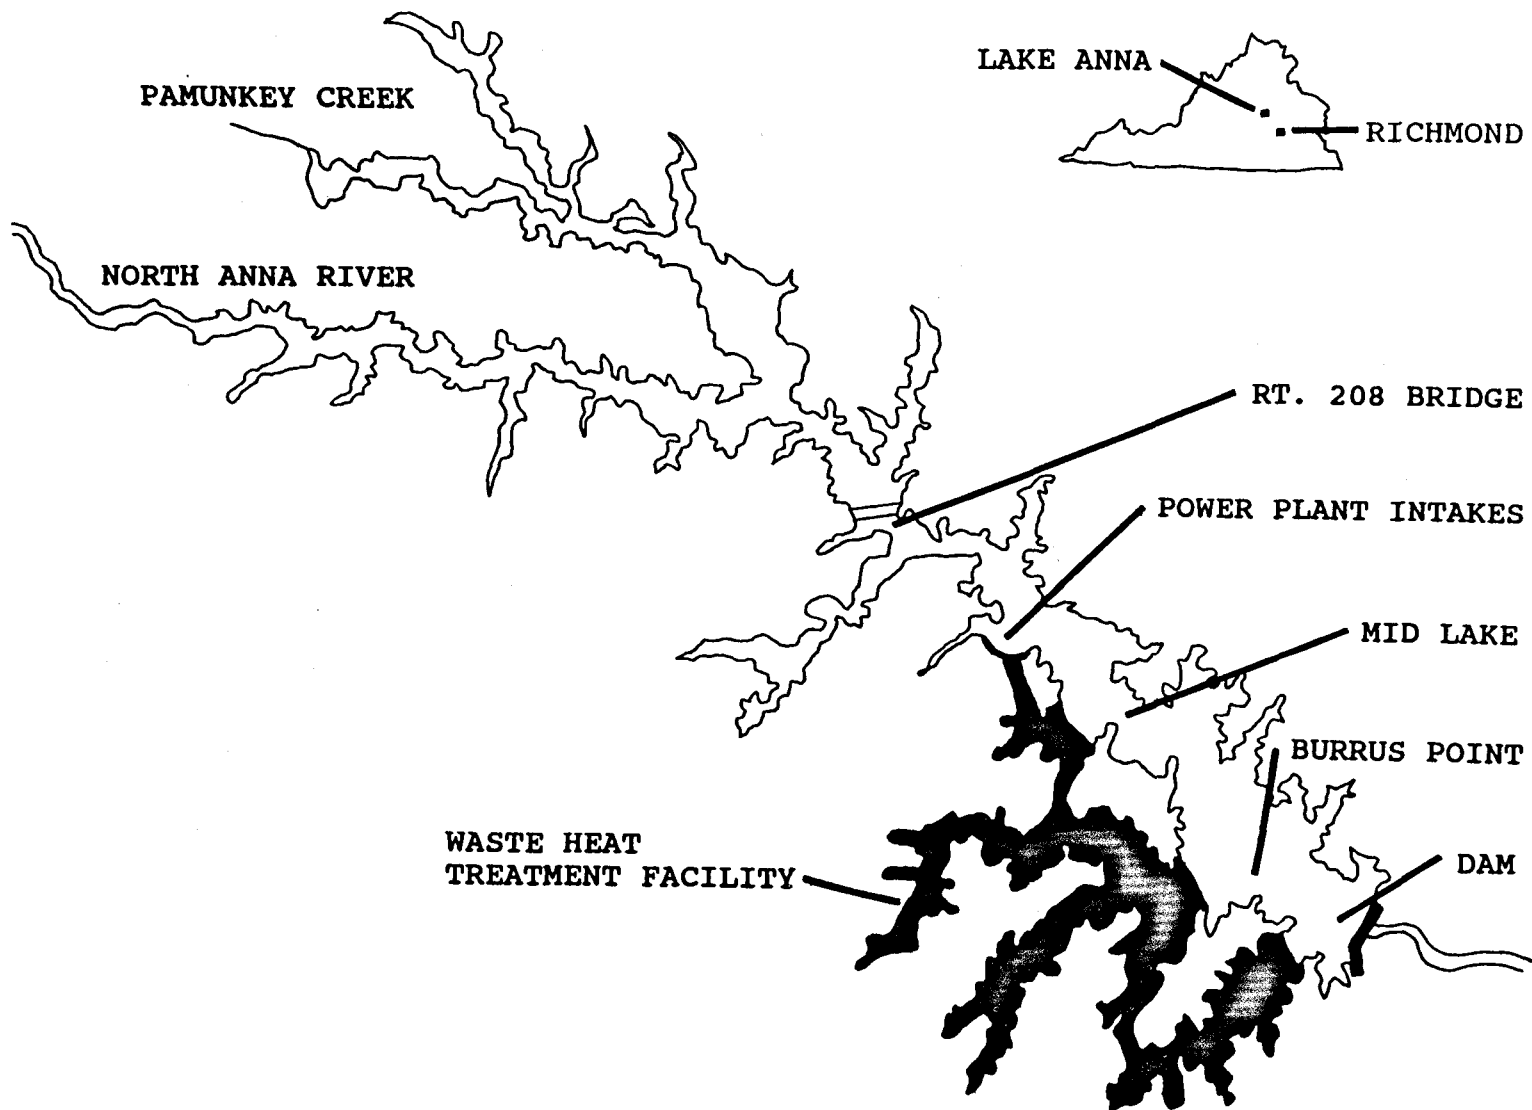 LAKE ANNA
PAMUNKEY CREEK
RICHMOND
NORTH ANNA RIVER
RT. 208 BRIDGE
POWER PLANT INTAKES
MID LAKE
BURRUS POINT
WASTE HEAT
TREATMENT FACILITY
DAM